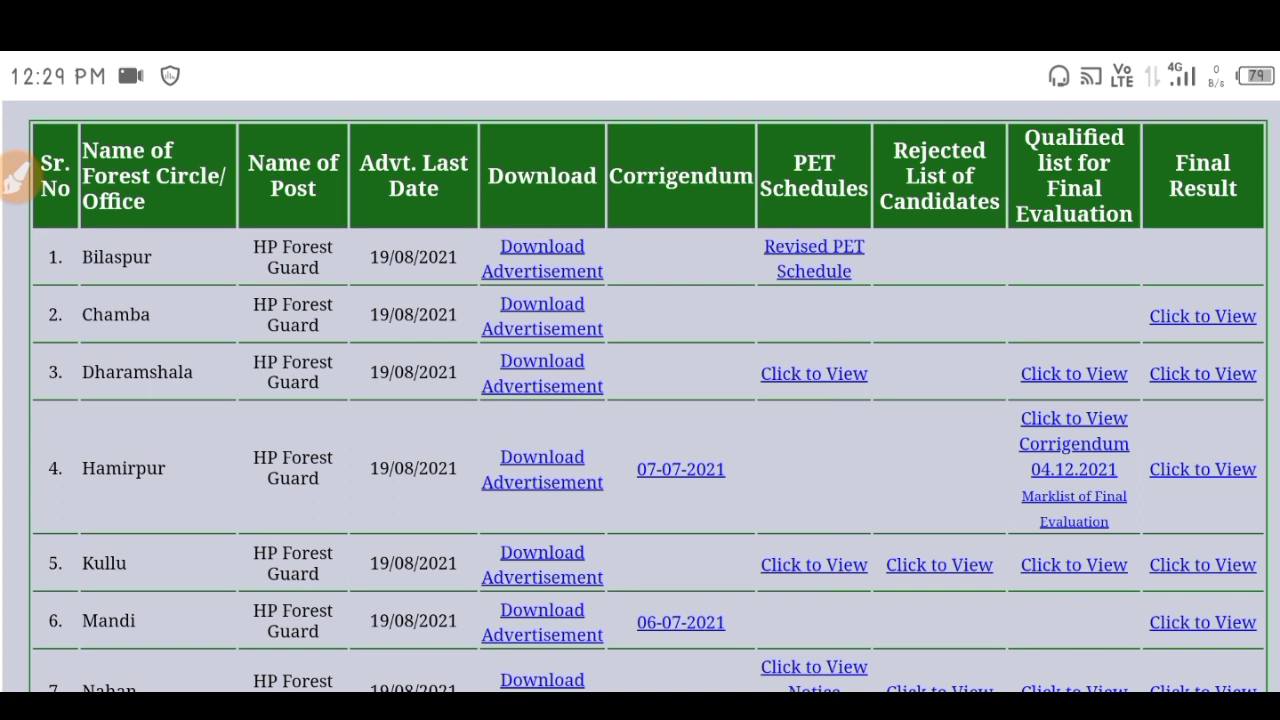 12:29 PM
Vo LTE 4G 0 B/s 79
Sr. No
Name of Forest Circle/ Office
Name of Post
Advt. Last Date
Download
Corrigendum
PET Schedules
Rejected List of Candidates
Qualified list for Final Evaluation
Final Result
1. Bilaspur HP Forest Guard 19/08/2021 Download Advertisement Revised PET Schedule
2. Chamba HP Forest Guard 19/08/2021 Download Advertisement Click to View
3. Dharamshala HP Forest Guard 19/08/2021 Download Advertisement Click to View Click to View Click to View
4. Hamirpur HP Forest Guard 19/08/2021 Download Advertisement 07-07-2021 Click to View Corrigendum 04.12.2021 Marklist of Final Evaluation Click to View
5. Kullu HP Forest Guard 19/08/2021 Download Advertisement Click to View Click to View Click to View Click to View
6. Mandi HP Forest Guard 19/08/2021 Download Advertisement 06-07-2021 Click to View
7. Nahan HP Forest 19/08/2021 Download Click to View Notice Click to View Click to View Click to View